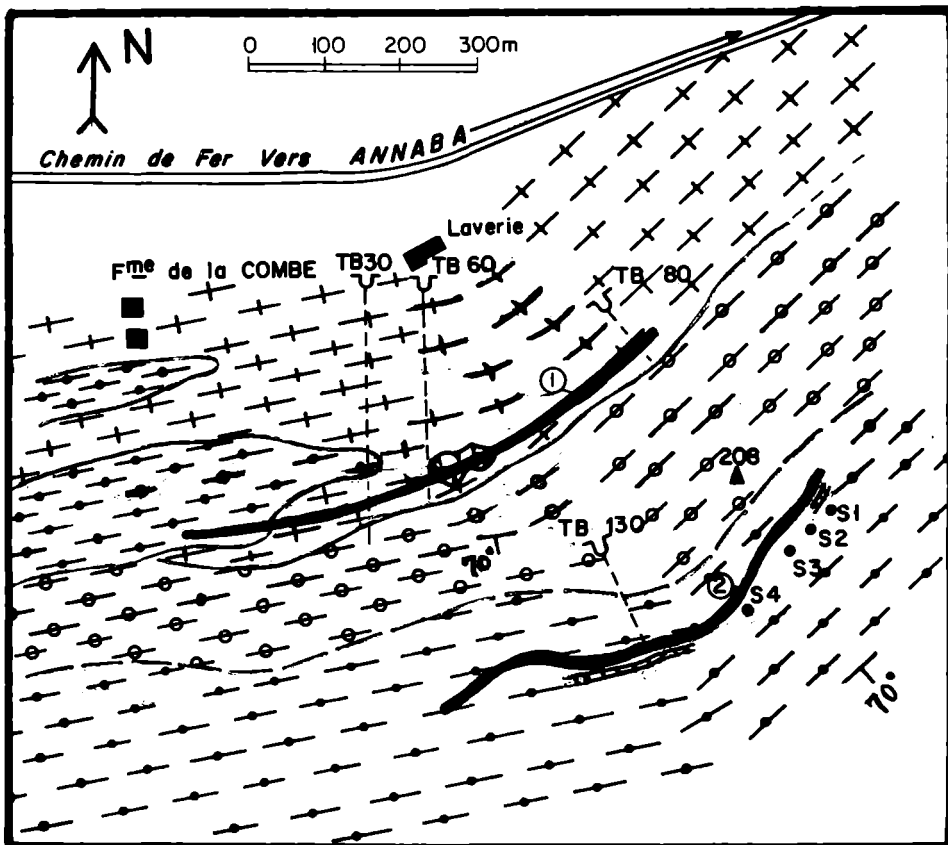 N
0 100 200 300m
Chemin de Fer Vers ANNABA
Laverie
Fme de la COMBE
TB30
TB 60
TB 80
1
208
S1
S2
S3
S4
TB 130
70°
2
70°